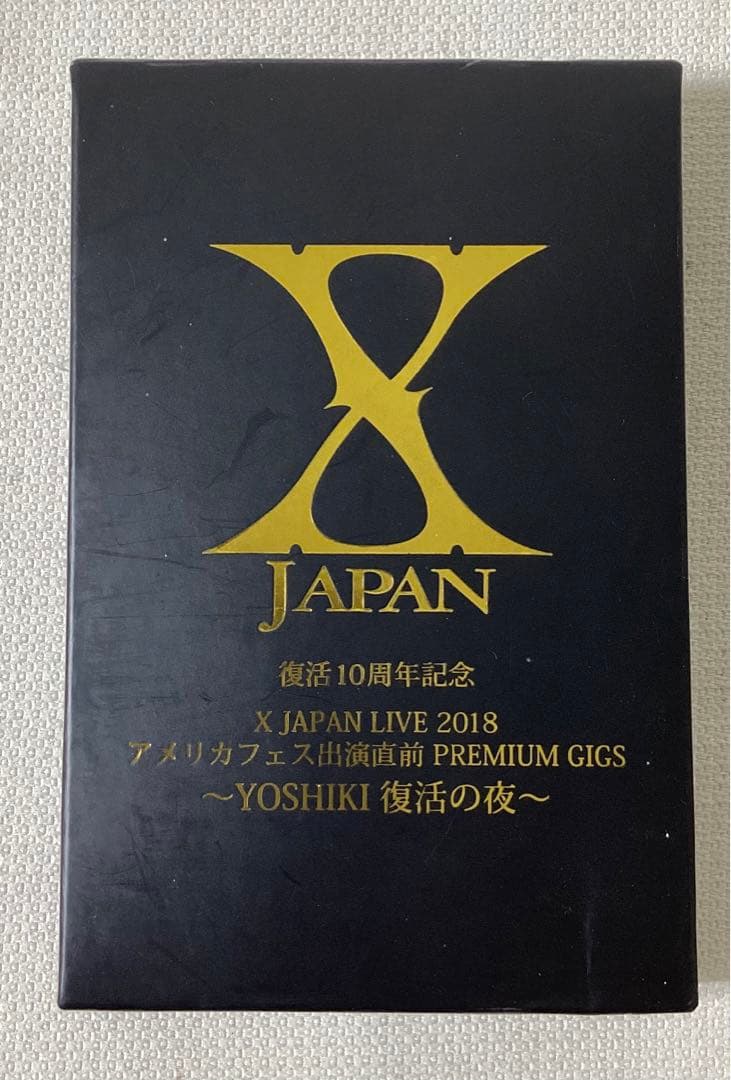 X
JAPAN
復活10周年記念
X JAPAN LIVE 2018
アメリカフェス出演直前 PREMIUM GIGS
～YOSHIKI 復活の夜～